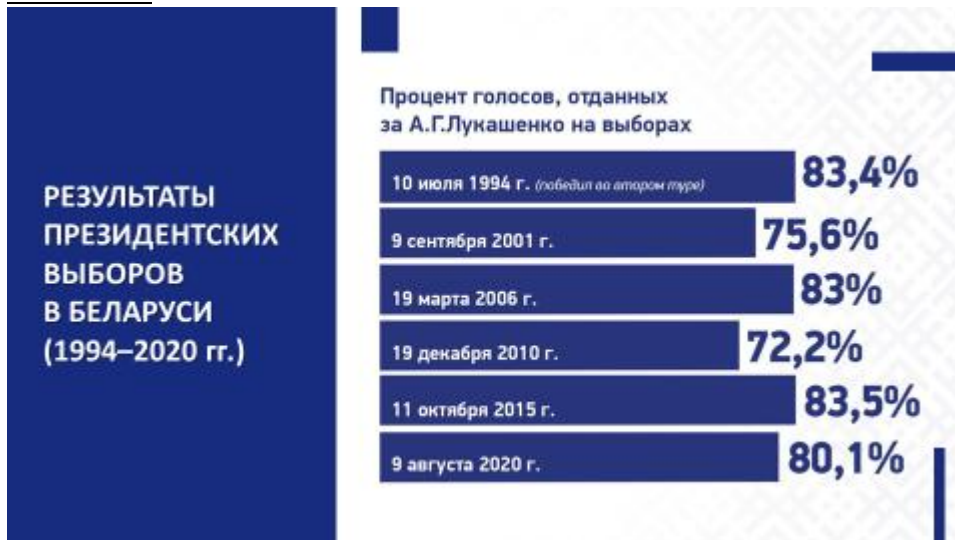 РЕЗУЛЬТАТЫ
ПРЕЗИДЕНТСКИХ
ВЫБОРОВ
В БЕЛАРУСИ
(1994–2020 гг.)
Процент голосов, отданных
за А.Г.Лукашенко на выборах
10 июля 1994 г. (победил во втором туре) 83,4%
9 сентября 2001 г. 75,6%
19 марта 2006 г. 83%
19 декабря 2010 г. 72,2%
11 октября 2015 г. 83,5%
9 августа 2020 г. 80,1%